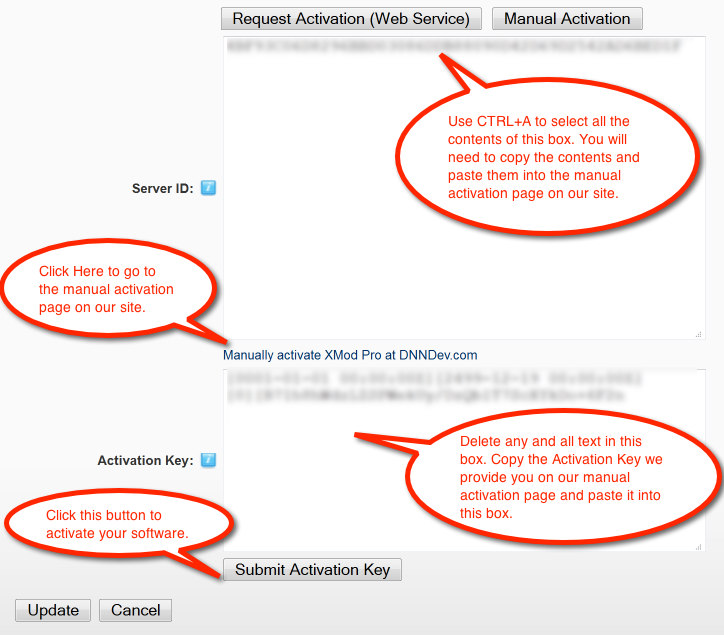 Request Activation (Web Service) Manual Activation
Use CTRL+A to select all the
contents of this box. You will
need to copy the contents and
paste them into the manual
activation page on our site.
Server ID:
Click Here to go to
the manual activation
page on our site.
Manually activate XMod Pro at DNNDev.com
Activation Key:
Delete any and all text in this
box. Copy the Activation Key we
provide you on our manual
activation page and paste it into
this box.
Click this button to
activate your software.
Submit Activation Key
Update Cancel